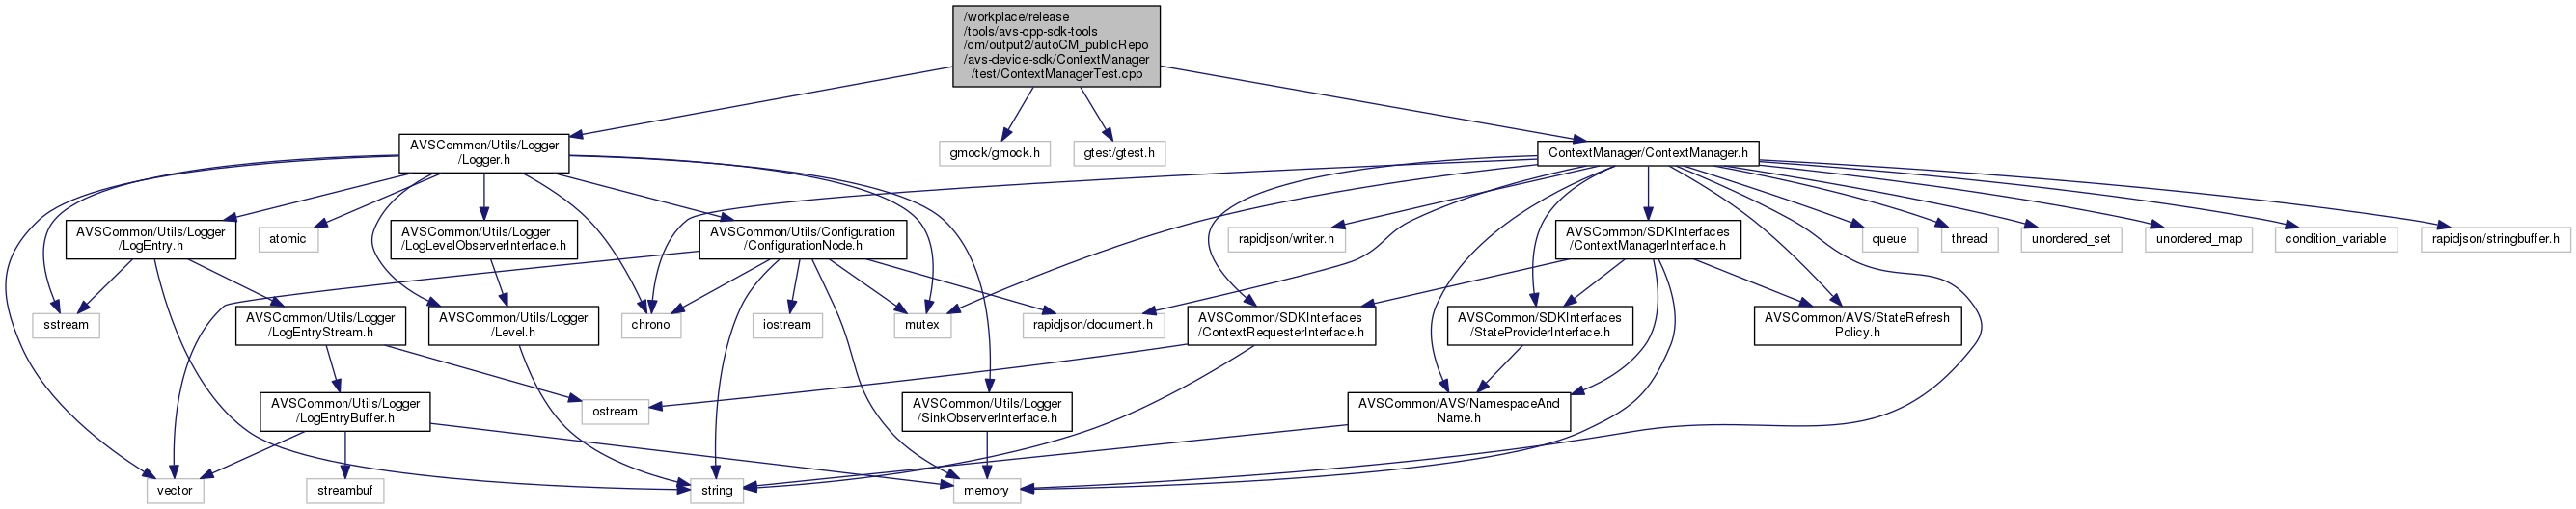 /workplace/release
/tools/avs-cpp-sdk-tools
/cm/output2/autoCM_publicRepo
/avs-device-sdk/ContextManager
/test/ContextManagerTest.cpp
AVSCommon/Utils/Logger
/Logger.h
gmock/gmock.h
gtest/gtest.h
ContextManager/ContextManager.h
AVSCommon/Utils/Logger
/LogEntry.h
atomic
AVSCommon/Utils/Logger
/LogLevelObserverInterface.h
AVSCommon/Utils/Configuration
/ConfigurationNode.h
rapidjson/writer.h
AVSCommon/SDKInterfaces
/ContextManagerInterface.h
queue
thread
unordered_set
unordered_map
condition_variable
rapidjson/stringbuffer.h
sstream
AVSCommon/Utils/Logger
/LogEntryStream.h
AVSCommon/Utils/Logger
/Level.h
chrono
iostream
mutex
rapidjson/document.h
AVSCommon/SDKInterfaces
/ContextRequesterInterface.h
AVSCommon/SDKInterfaces
/StateProviderInterface.h
AVSCommon/AVS/StateRefresh
Policy.h
AVSCommon/Utils/Logger
/LogEntryBuffer.h
ostream
AVSCommon/Utils/Logger
/SinkObserverInterface.h
AVSCommon/AVS/NamespaceAnd
Name.h
vector
streambuf
string
memory